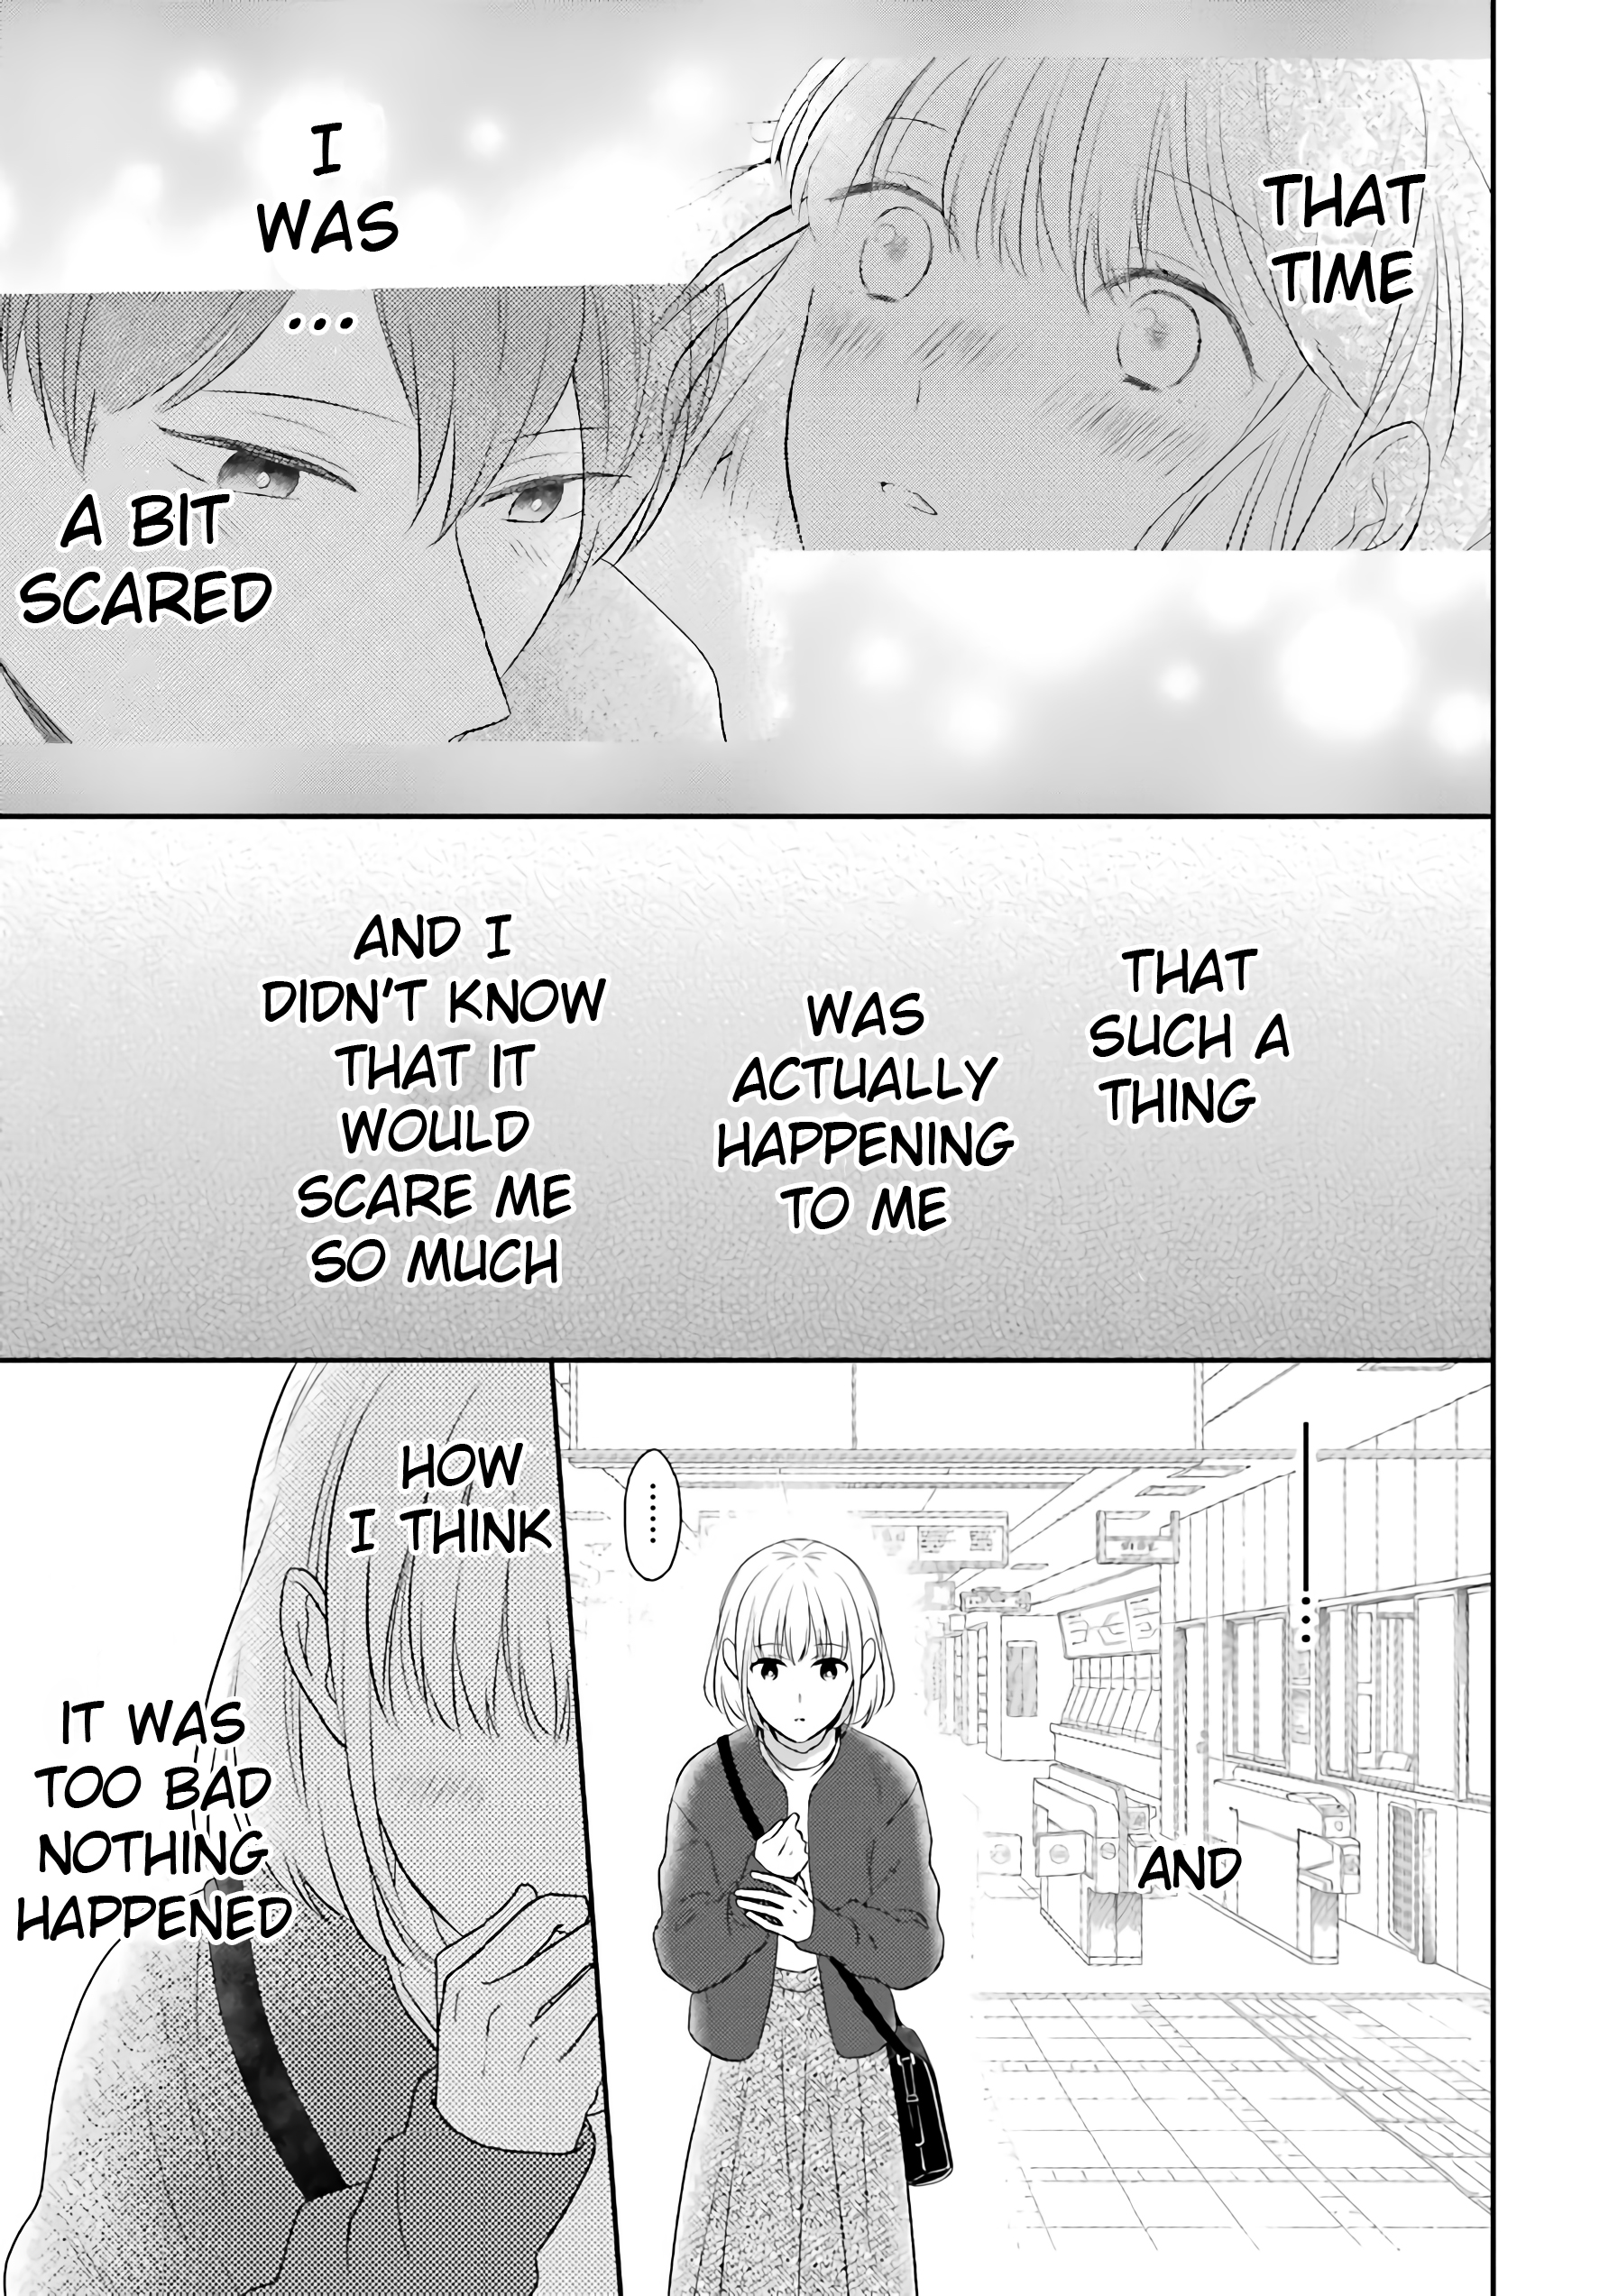 THAT
TIME
I
WAS
...
A BIT
SCARED
THAT
SUCH A
THING
WAS
ACTUALLY
HAPPENING
TO ME
AND I
DIDN'T KNOW
THAT IT
WOULD
SCARE ME
SO MUCH
—...
AND
.......
HOW
I THINK
IT WAS
TOO BAD
NOTHING
HAPPENED